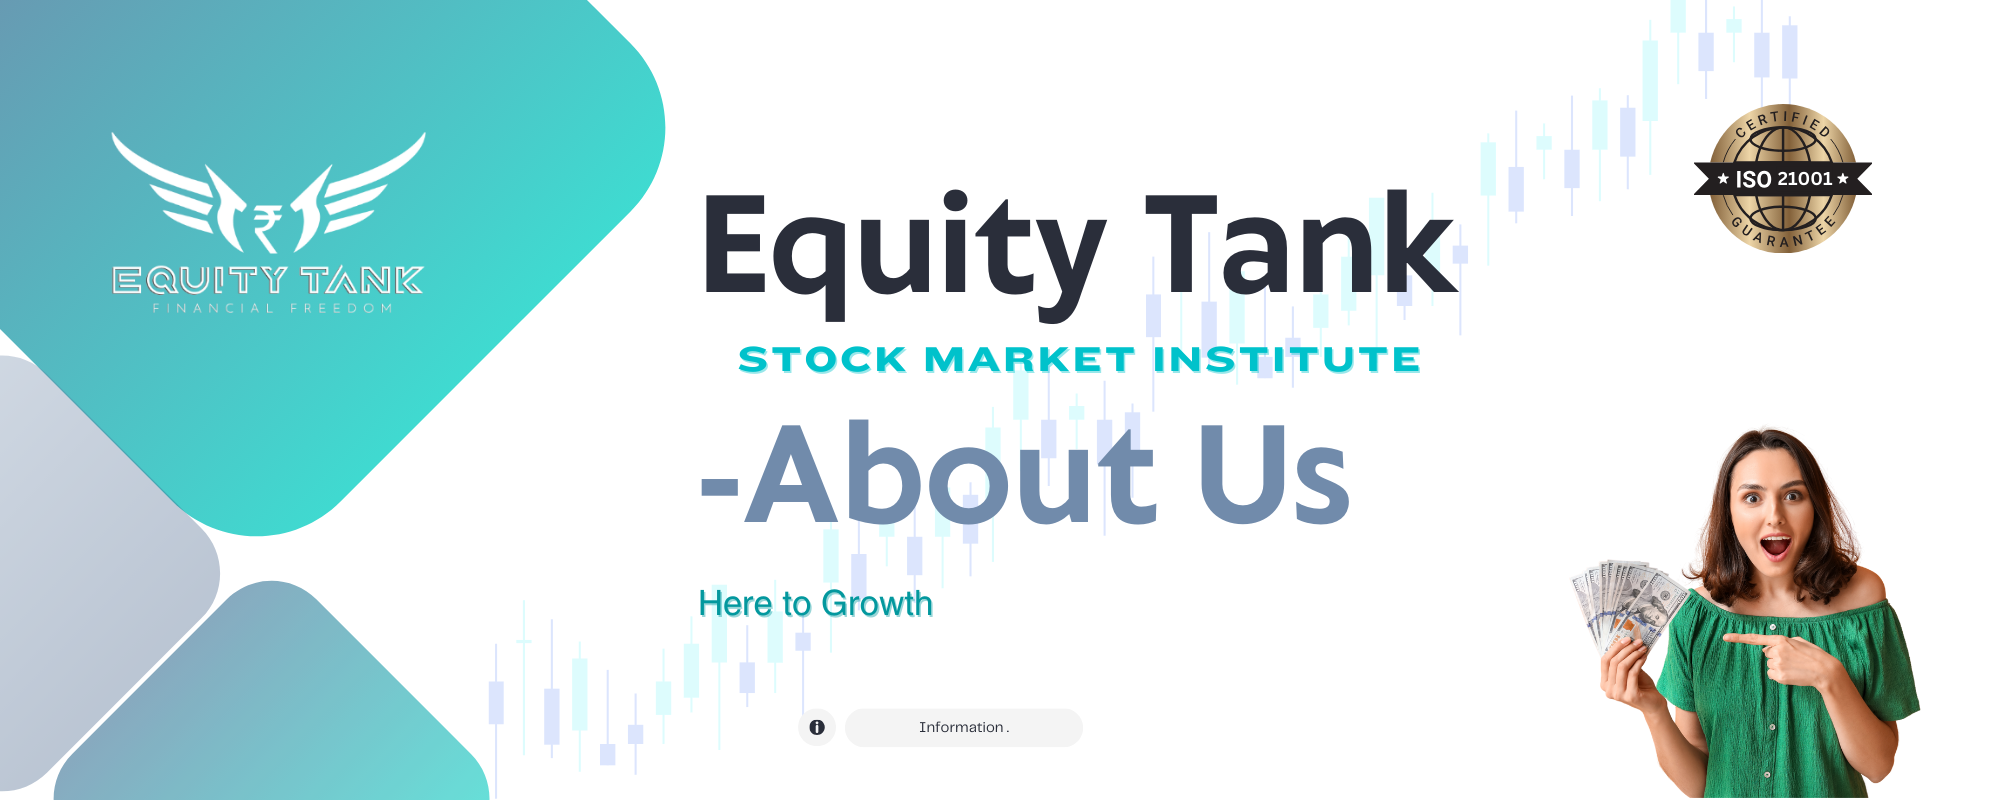 ₹
EQUITY TANK
FINANCIAL FREEDOM
Equity Tank
STOCK MARKET INSTITUTE
-About Us
Here to Growth
Information .
CERTIFIED
ISO 21001
GUARANTEE